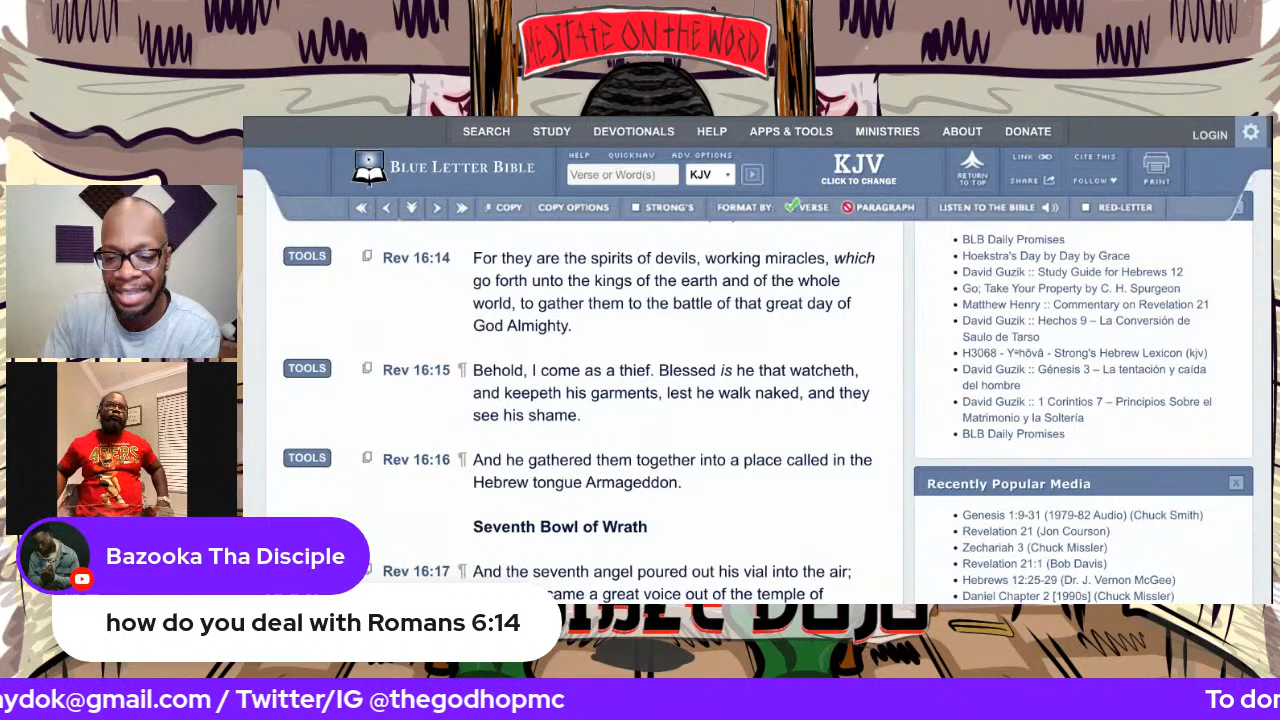 MEDITATE ON THE WORD
SEARCH STUDY DEVOTIONALS HELP APPS & TOOLS MINISTRIES ABOUT DONATE
LOGIN
BLUE LETTER BIBLE
HELP QUICKNAV ADV. OPTIONS
Verse or Word(s) KJV
KJV
CLICK TO CHANGE
RETURN TO TOP
LINK CITE THIS
SHARE FOLLOW
PRINT
COPY COPY OPTIONS STRONG'S FORMAT BY: VERSE PARAGRAPH LISTEN TO THE BIBLE RED-LETTER
TOOLS Rev 16:14 For they are the spirits of devils, working miracles, which
go forth unto the kings of the earth and of the whole
world, to gather them to the battle of that great day of
God Almighty.
TOOLS Rev 16:15 ¶ Behold, I come as a thief. Blessed is he that watcheth,
and keepeth his garments, lest he walk naked, and they
see his shame.
TOOLS Rev 16:16 ¶ And he gathered them together into a place called in the
Hebrew tongue Armageddon.
Seventh Bowl of Wrath
Rev 16:17 ¶ And the seventh angel poured out his vial into the air;
came a great voice out of the temple of
• BLB Daily Promises
• Hoekstra's Day by Day by Grace
• David Guzik :: Study Guide for Hebrews 12
• Go; Take Your Property by C. H. Spurgeon
• Matthew Henry :: Commentary on Revelation 21
• David Guzik :: Hechos 9 – La Conversión de
Saulo de Tarso
• H3068 - Yᵊhōvâ - Strong's Hebrew Lexicon (kjv)
• David Guzik :: Génesis 3 – La tentación y caída
del hombre
• David Guzik :: 1 Corintios 7 – Principios Sobre el
Matrimonio y la Soltería
• BLB Daily Promises
Recently Popular Media
• Genesis 1:9-31 (1979-82 Audio) (Chuck Smith)
• Revelation 21 (Jon Courson)
• Zechariah 3 (Chuck Missler)
• Revelation 21:1 (Bob Davis)
• Hebrews 12:25-29 (Dr. J. Vernon McGee)
• Daniel Chapter 2 [1990s] (Chuck Missler)
49ERS
Bazooka Tha Disciple
how do you deal with Romans 6:14
DOJO
aydok@gmail.com / Twitter/IG @thegodhopmc
To don